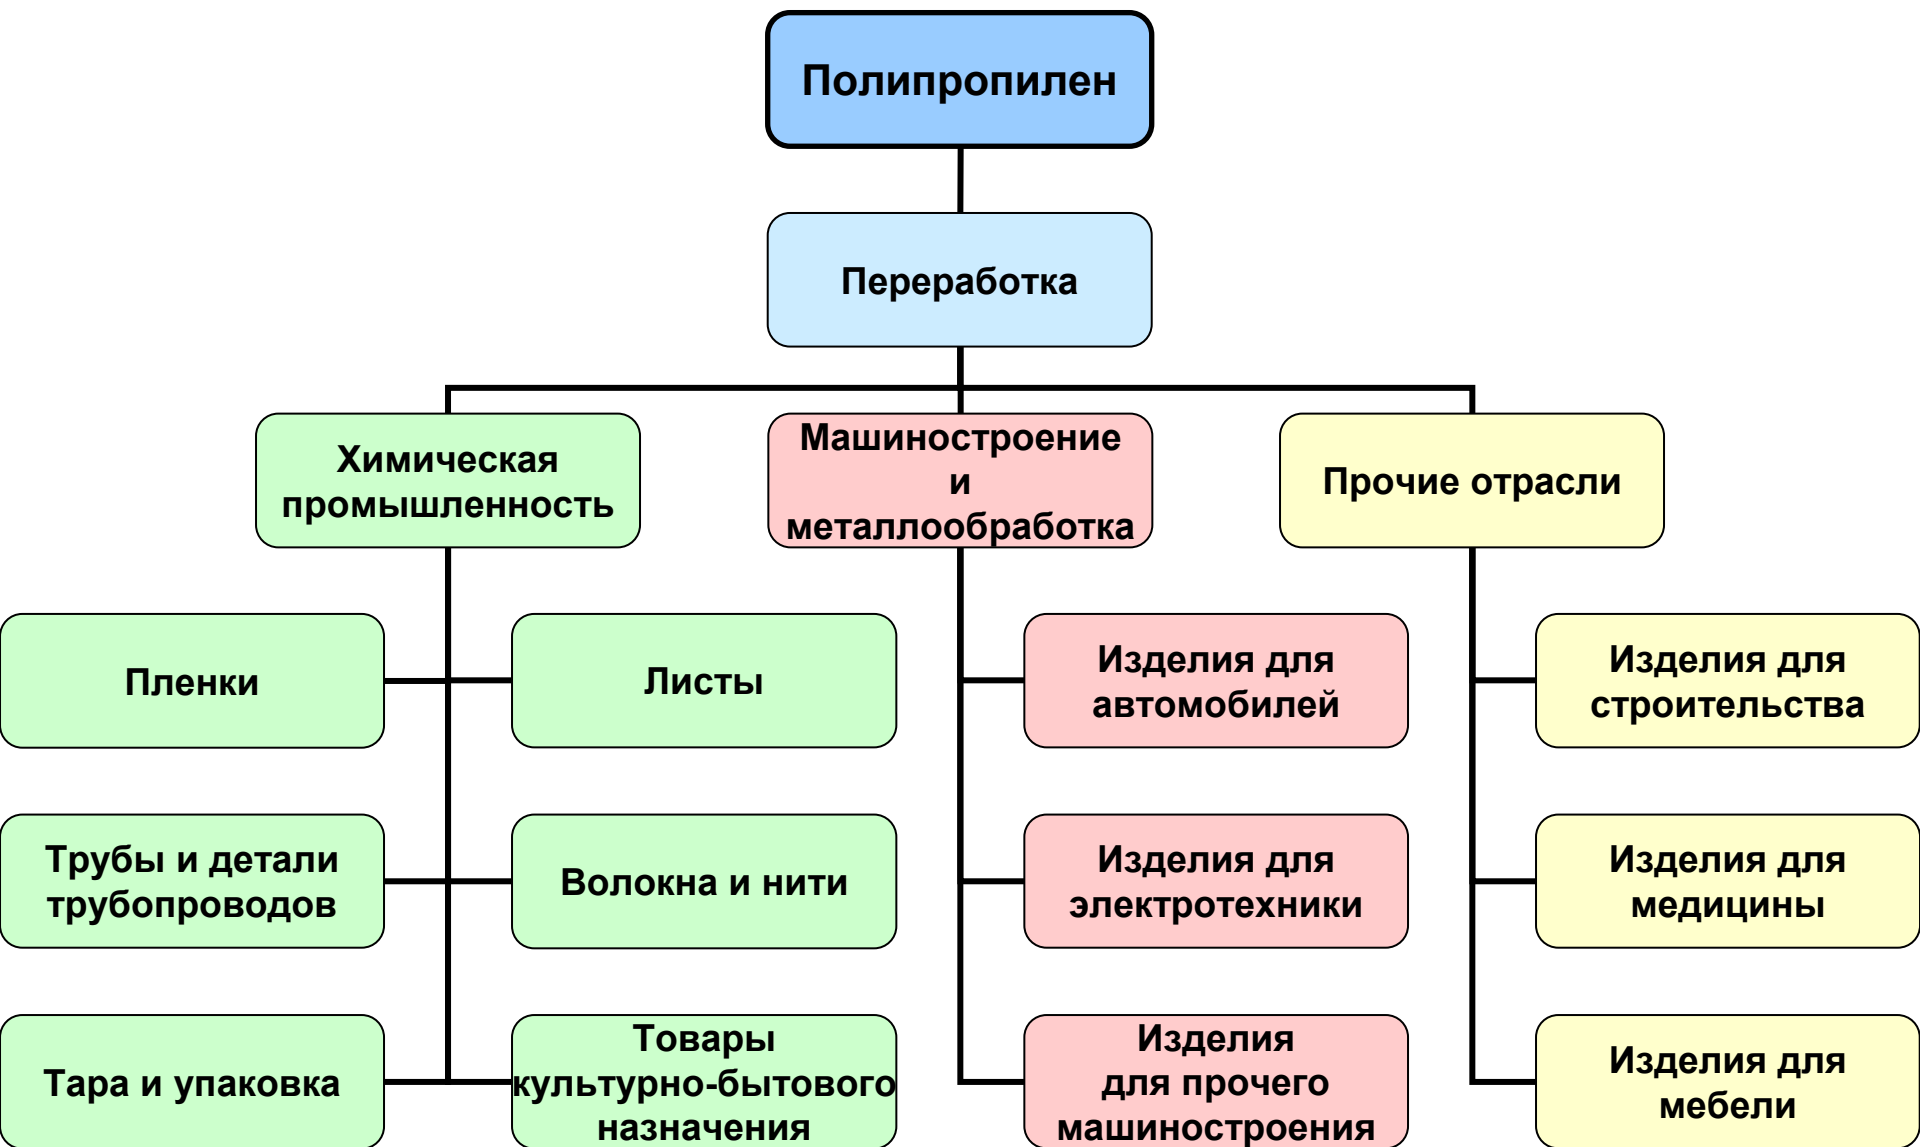 Полипропилен
Переработка
Химическая
промышленность
Машиностроение
и
металлообработка
Прочие отрасли
Пленки
Листы
Изделия для
автомобилей
Изделия для
строительства
Трубы и детали
трубопроводов
Волокна и нити
Изделия для
электротехники
Изделия для
медицины
Тара и упаковка
Товары
культурно-бытового
назначения
Изделия
для прочего
машиностроения
Изделия для
мебели